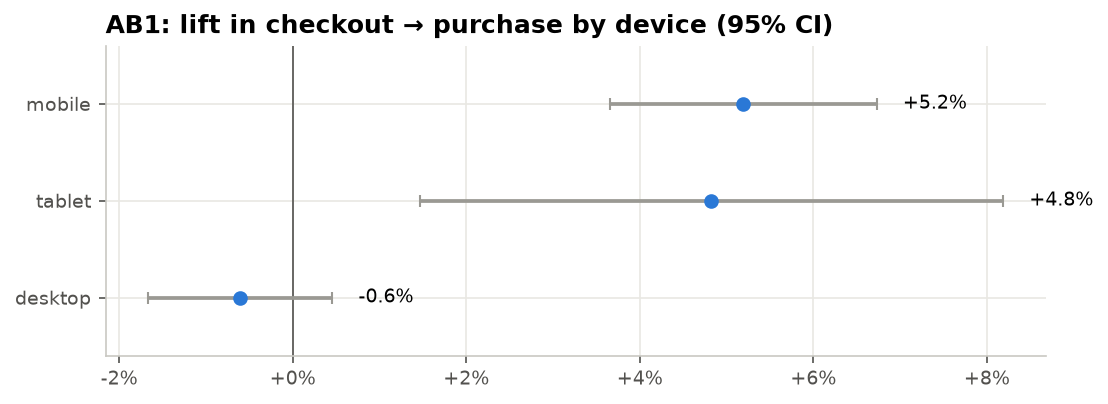 AB1: lift in checkout → purchase by device (95% CI)
mobile
+5.2%
tablet
+4.8%
desktop
-0.6%
-2%
+0%
+2%
+4%
+6%
+8%